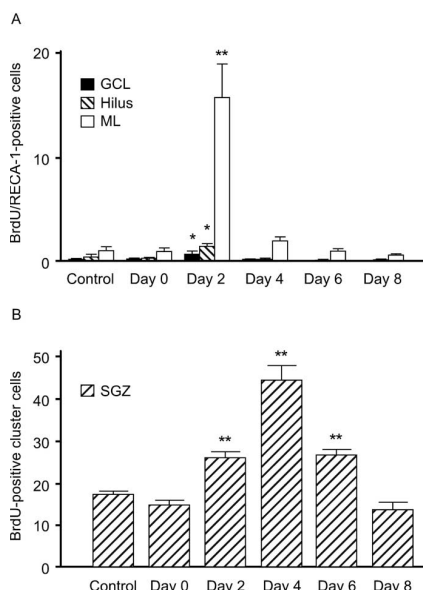 A
BrdU/RECA-1-positive cells
20
10
0
GCL
Hilus
ML
*
*
**
Control Day 0 Day 2 Day 4 Day 6 Day 8
B
BrdU-positive cluster cells
50
40
30
20
10
0
SGZ
**
**
**
Control Day 0 Day 2 Day 4 Day 6 Day 8